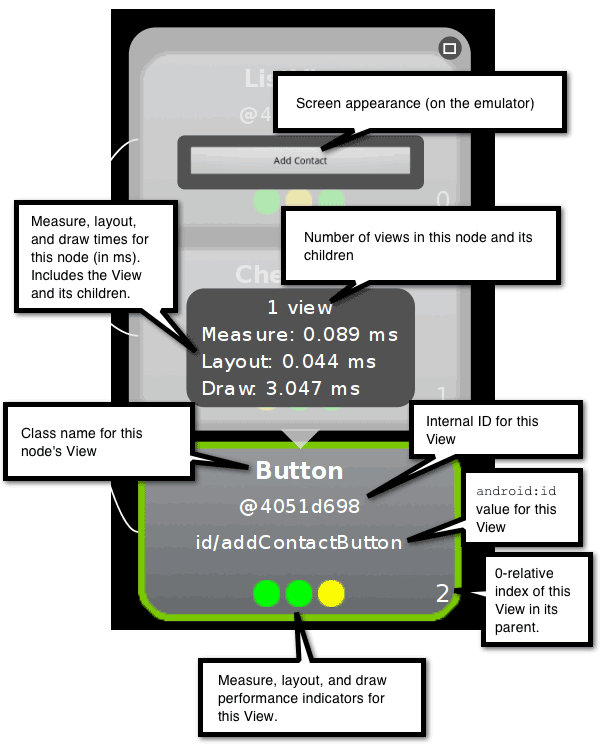 Lis
@4
Screen appearance (on the emulator)
Add Contact
0
Measure, layout,
and draw times for
this node (in ms).
Includes the View
and its children.
Number of views in this node and its
children
Che
1 view
Measure: 0.089 ms
Layout: 0.044 ms
Draw: 3.047 ms
1
Class name for this
node's View
Internal ID for this
View
Button
@4051d698
android:id
value for this
View
id/addContactButton
0-relative
index of this
View in its
parent.
2
Measure, layout, and draw
performance indicators for
this View.